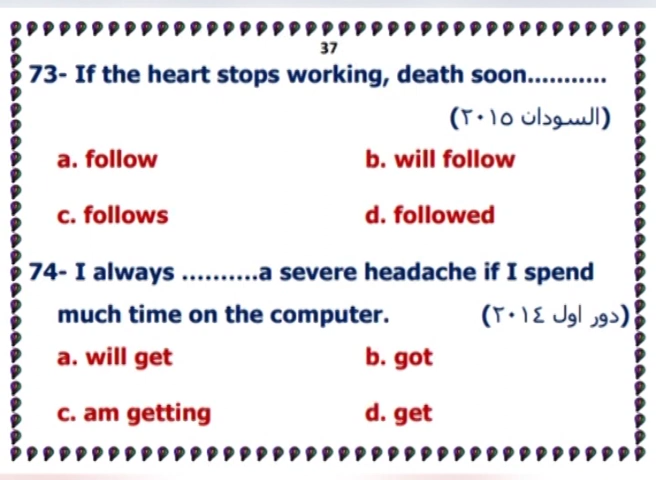 37
73- If the heart stops working, death soon...........
(السودان ٢٠١٥)
a. follow b. will follow
c. follows d. followed
74- I always ..........a severe headache if I spend
much time on the computer. (دور اول ٢٠١٤)
a. will get b. got
c. am getting d. get